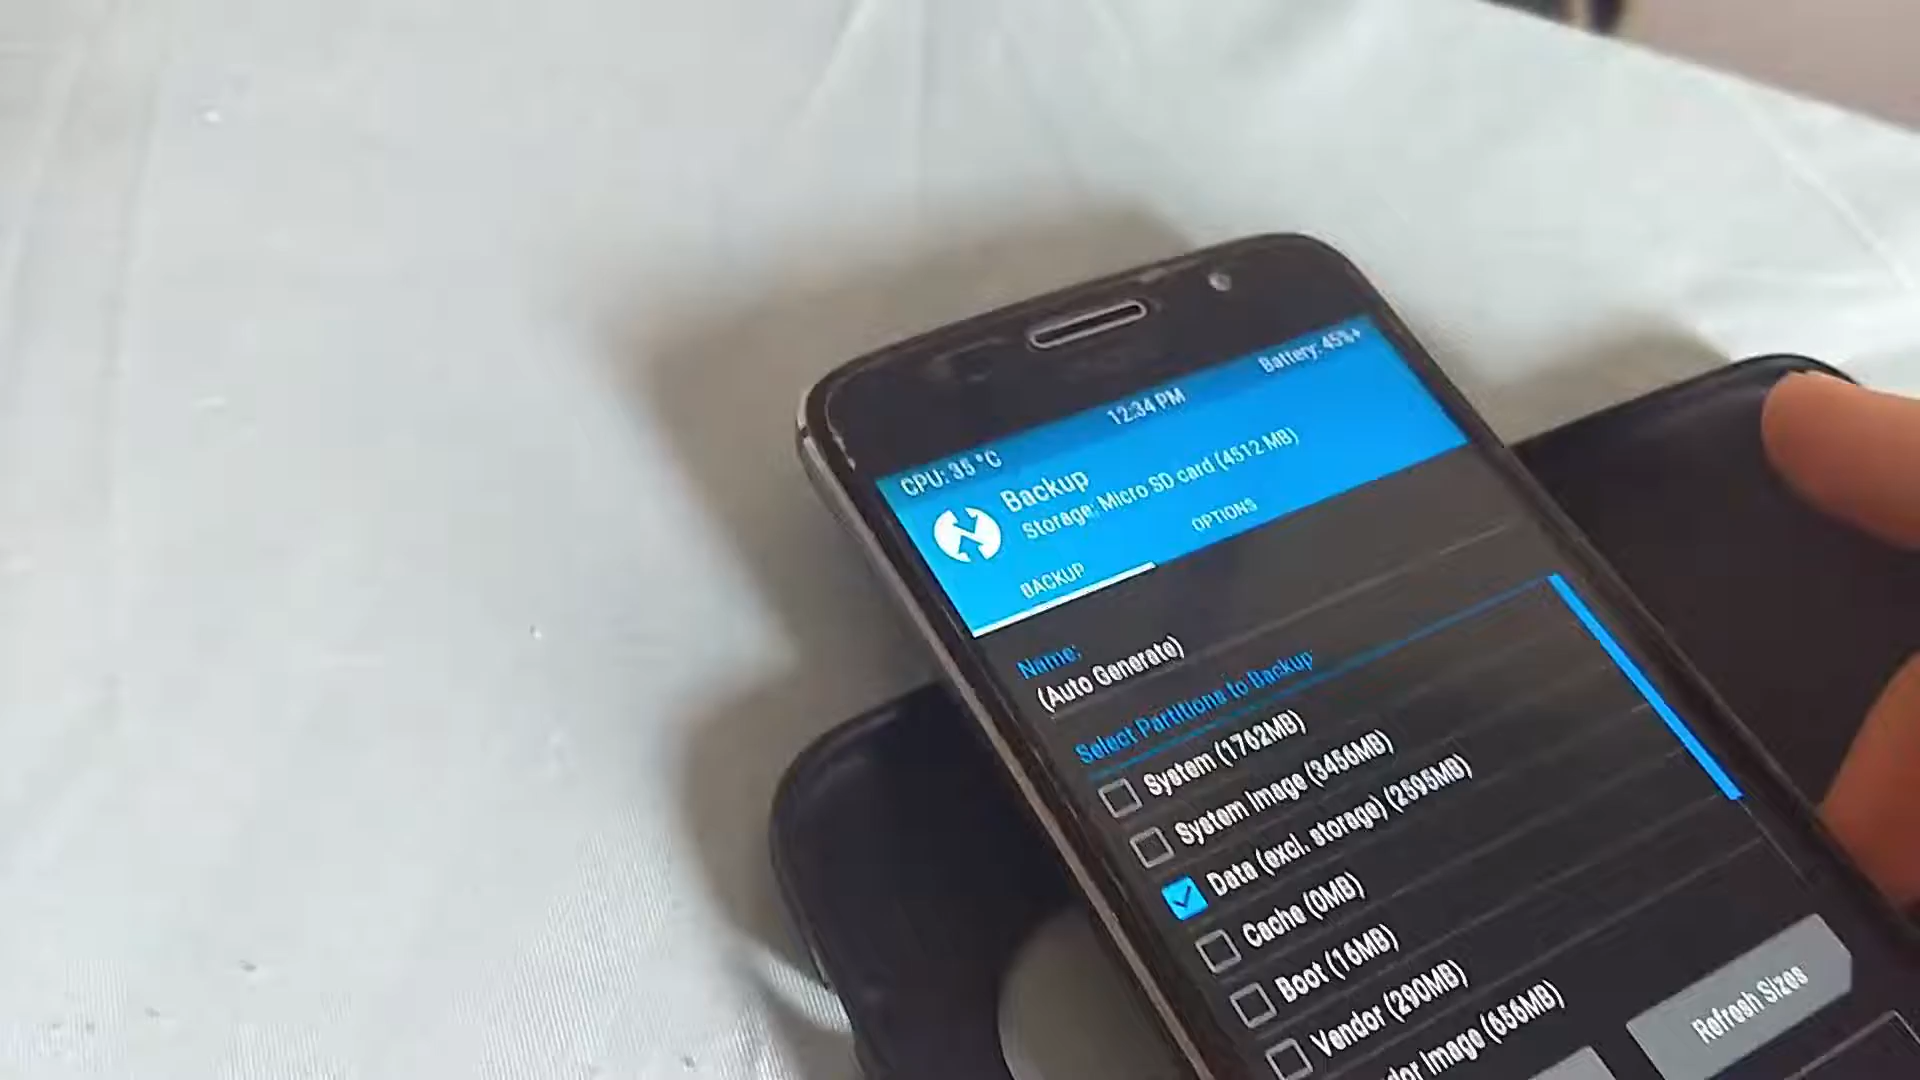 CPU: 35 °C
12:34 PM
Battery: 45%+
Backup
Storage: Micro SD card (4512 MB)
BACKUP
OPTIONS
Name:
(Auto Generate)
Select Partitions to Backup:
System (1762MB)
System Image (3456MB)
Data (excl. storage) (2595MB)
Cache (0MB)
Boot (16MB)
Vendor (290MB)
Image (656MB)
Refresh Sizes